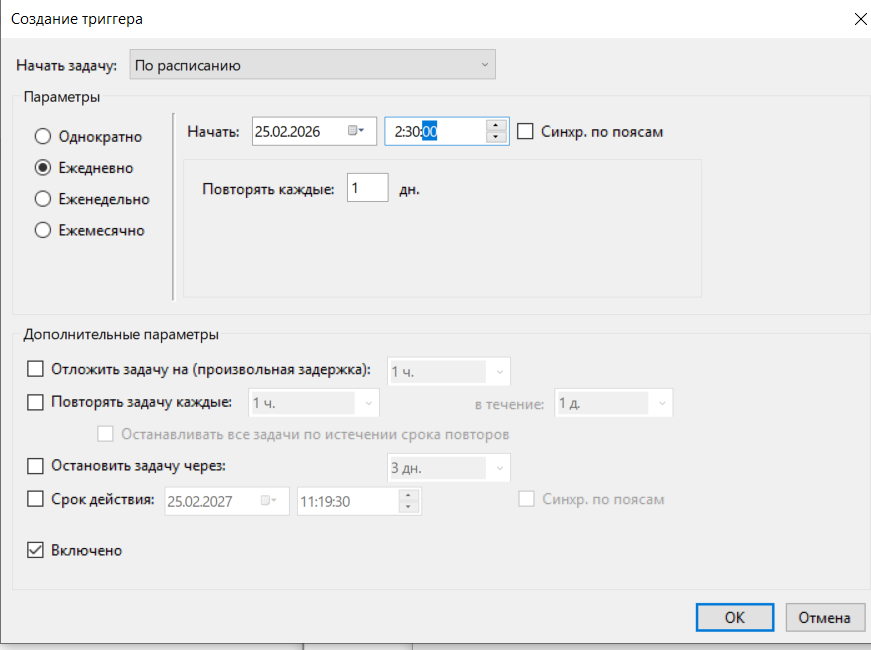 Создание триггера
Начать задачу: По расписанию
Параметры
Однократно
Ежедневно
Еженедельно
Ежемесячно
Начать: 25.02.2026 2:30:00 Синхр. по поясам
Повторять каждые: 1 дн.
Дополнительные параметры
Отложить задачу на (произвольная задержка): 1 ч.
Повторять задачу каждые: 1 ч. в течение: 1 д.
Останавливать все задачи по истечении срока повторов
Остановить задачу через: 3 дн.
Срок действия: 25.02.2027 11:19:30 Синхр. по поясам
Включено
ОК Отмена